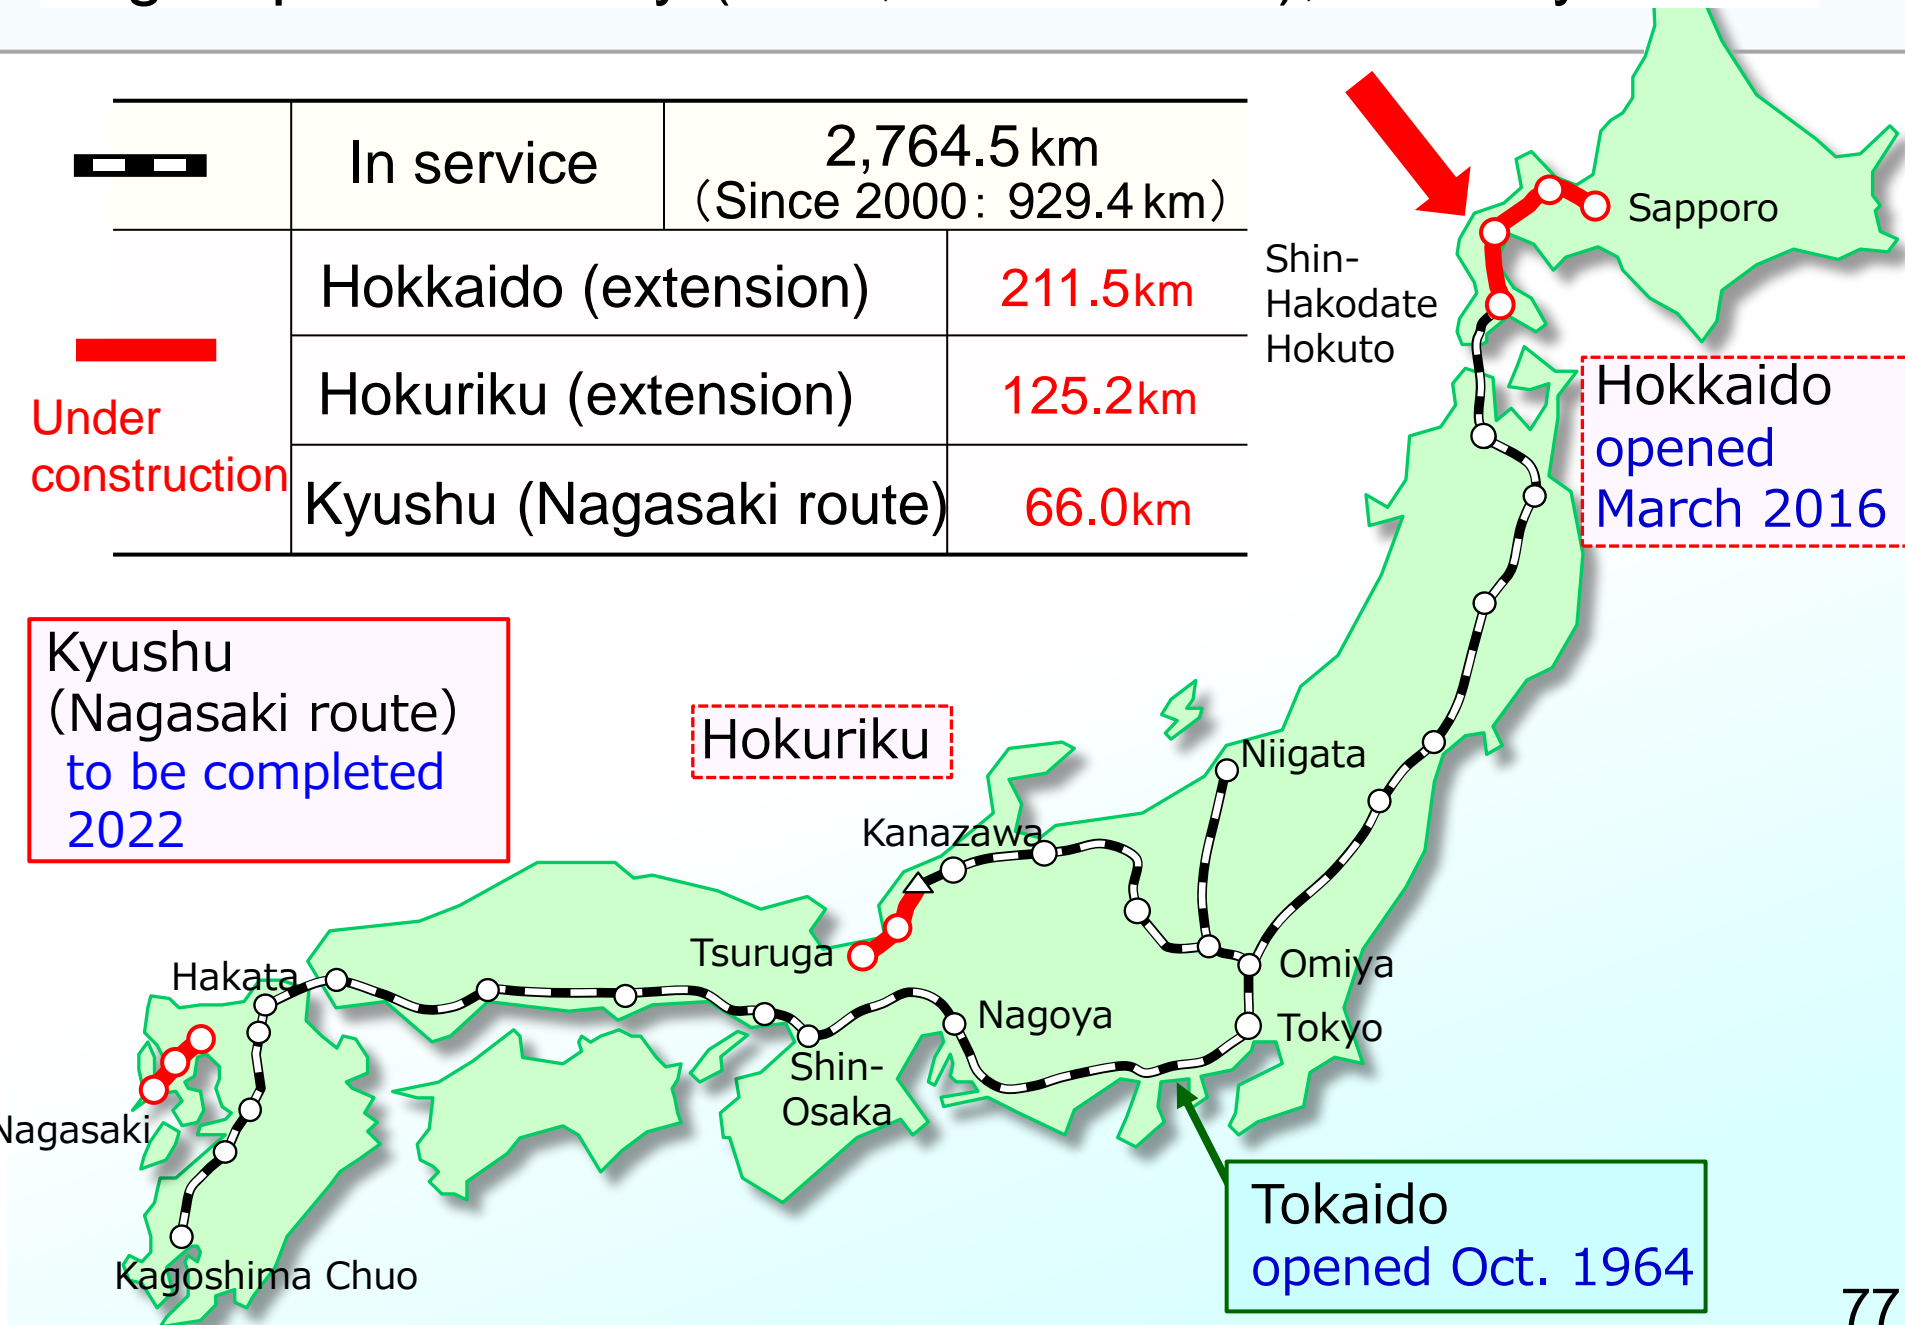 In service
2,764.5 km
（Since 2000： 929.4 km）
Hokkaido (extension)
211.5km
Hokuriku (extension)
125.2km
Kyushu (Nagasaki route)
66.0km
Under
construction
Sapporo
Shin-
Hakodate
Hokuto
Hokkaido
opened
March 2016
Kyushu
（Nagasaki route）
to be completed
2022
Hokuriku
Niigata
Kanazawa
Tsuruga
Omiya
Hakata
Nagoya
Tokyo
Shin-
Osaka
Nagasaki
Kagoshima Chuo
Tokaido
opened Oct. 1964
77